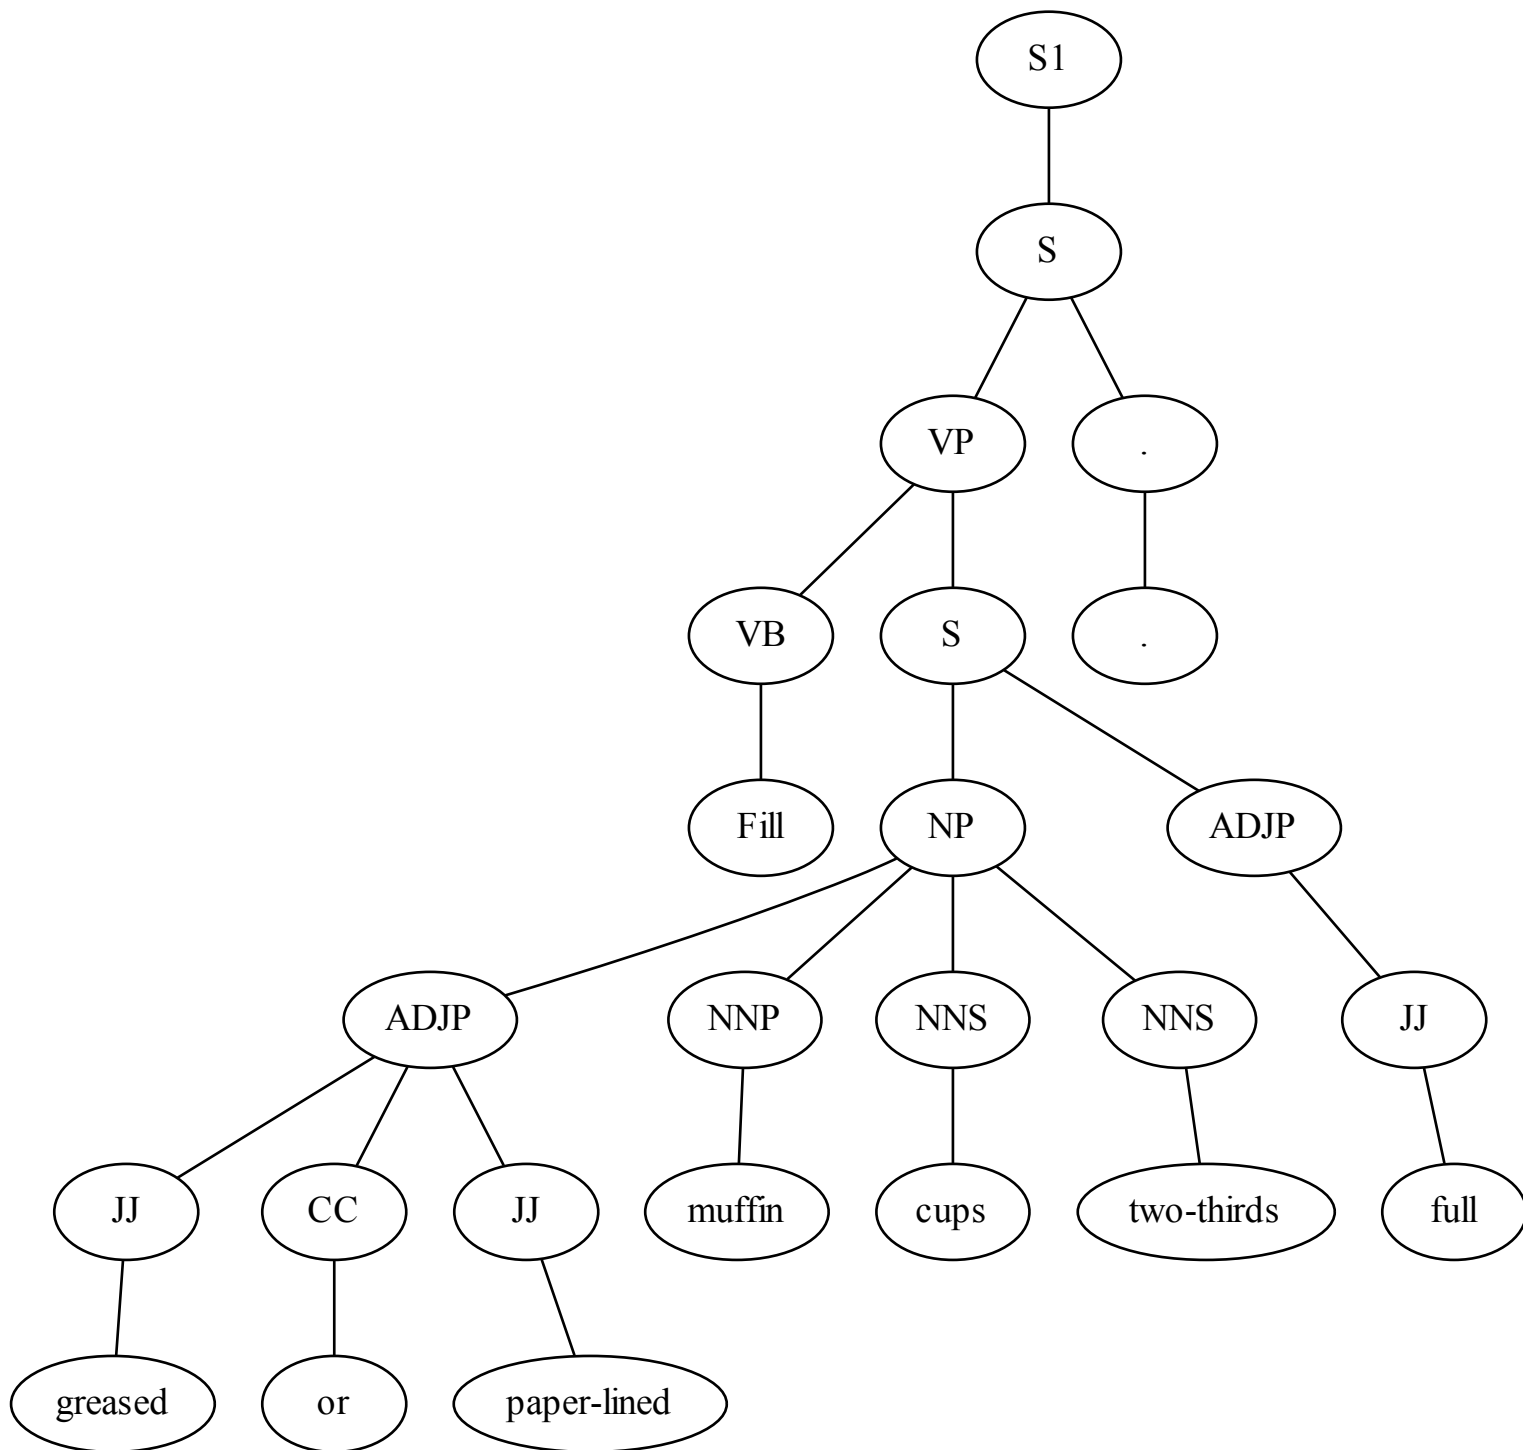 S1
S
VP .
VB S .
Fill NP ADJP
ADJP NNP NNS NNS JJ
JJ CC JJ muffin cups two-thirds full
greased or paper-lined